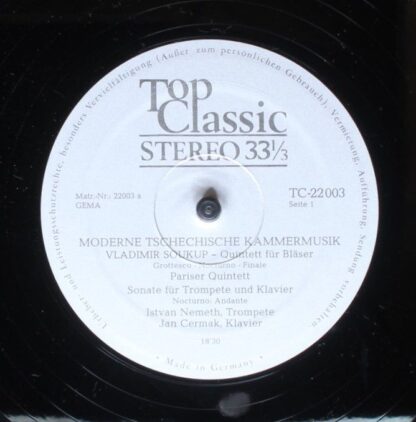 Urheber- und Leistungsschutzrechte, besonders Vervielfältigung (Außer zum persönlichen Gebrauch), Vermietung, Aufführung, Sendung vorbehalten
Top
Classic
STEREO 33⅓
Matr.-Nr.: 22003 a
GEMA
TC-22003
Seite 1
MODERNE TSCHECHISCHE KAMMERMUSIK
VLADIMIR SOUKUP – Quintett für Bläser
Grottesco - Nocturno - Finale
Pariser Quintett
Sonate für Trompete und Klavier
Nocturno: Andante
Istvan Nemeth, Trompete
Jan Cermak, Klavier
18'30
• Made in Germany •